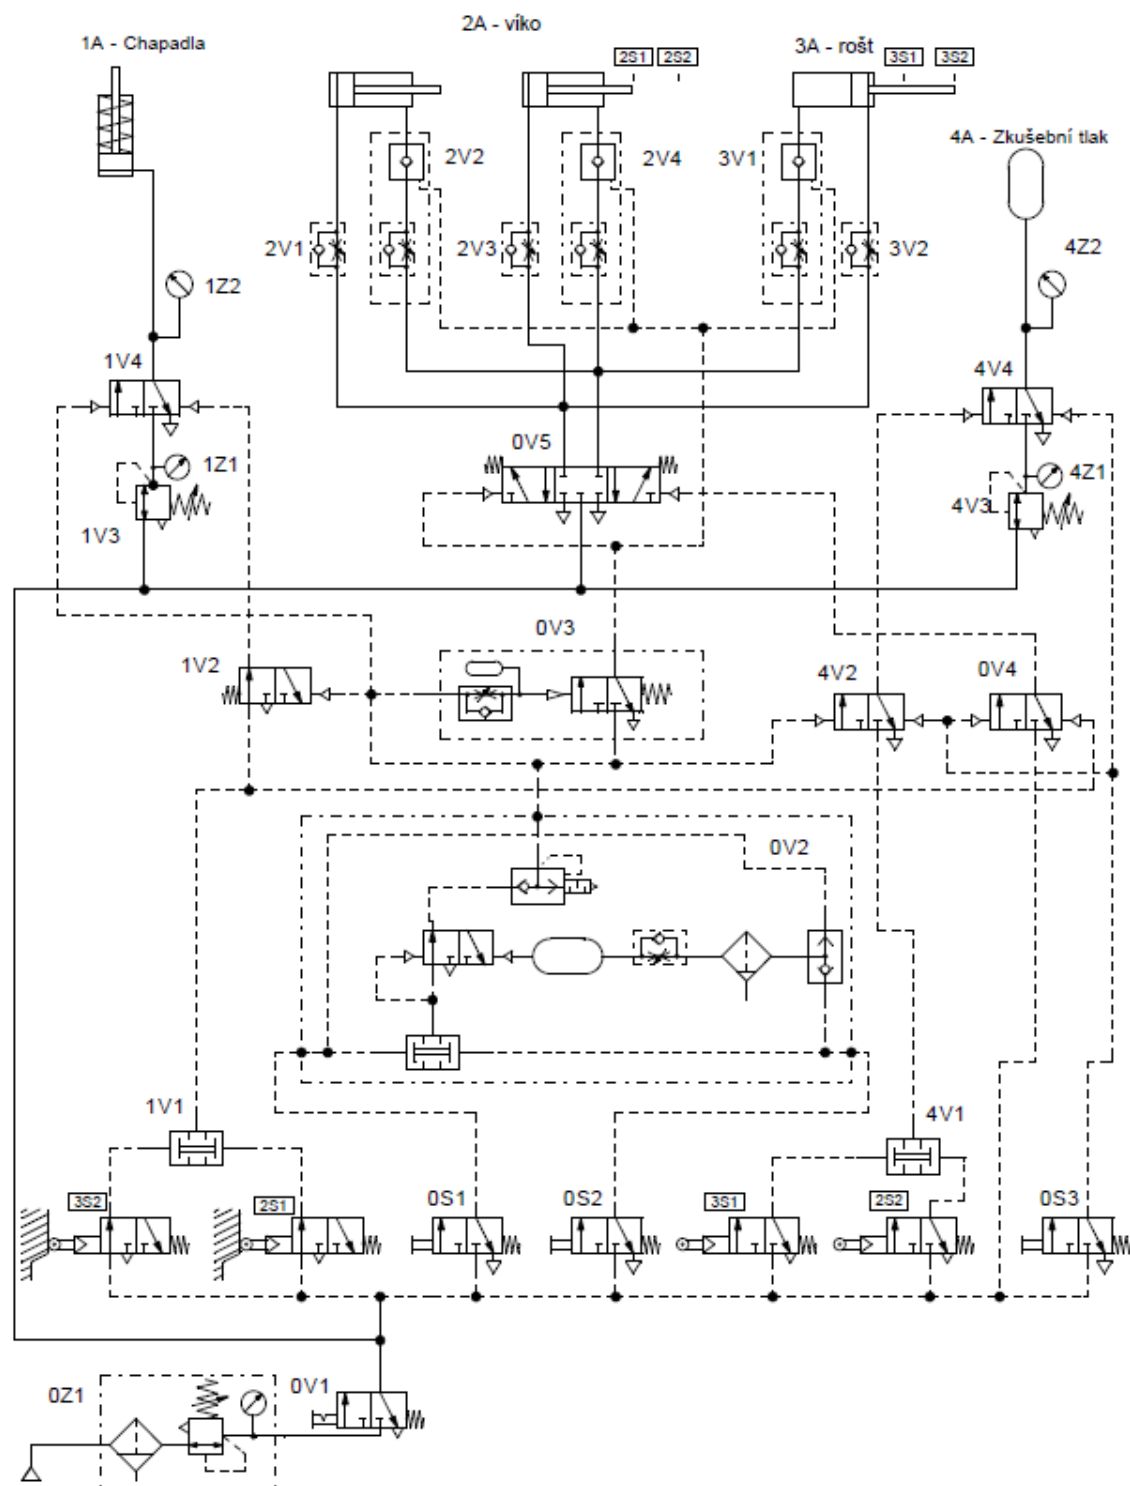 2A - víko
1A - Chapadla
3A - rošt
2S1
2S2
3S1
3S2
4A - Zkušební tlak
2V2
2V4
3V1
2V1
2V3
3V2
1Z2
4Z2
1V4
4V4
0V5
1Z1
4Z1
1V3
4V3
0V3
1V2
4V2
0V4
0V2
1V1
4V1
3S2
2S1
0S1
0S2
3S1
2S2
0S3
0Z1
0V1